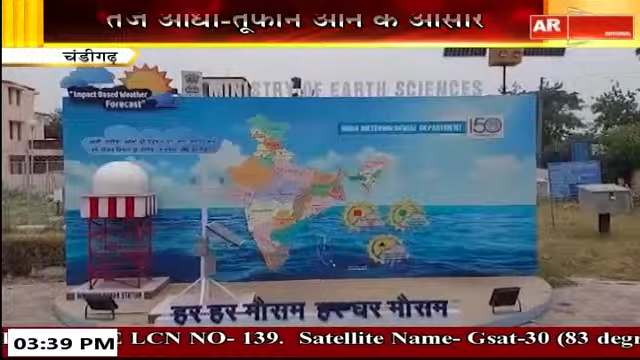 तेज आंधी-तूफान आने के आसार
AR
NATIONAL
चंडीगढ़
MINISTRY OF EARTH SCIENCES
"Impact Based Weather
Forecast"
INDIA METEOROLOGICAL DEPARTMENT
150
हर हर मौसम हर घर मौसम
03:39 PM
LCN NO- 139. Satellite Name- Gsat-30 (83 degr